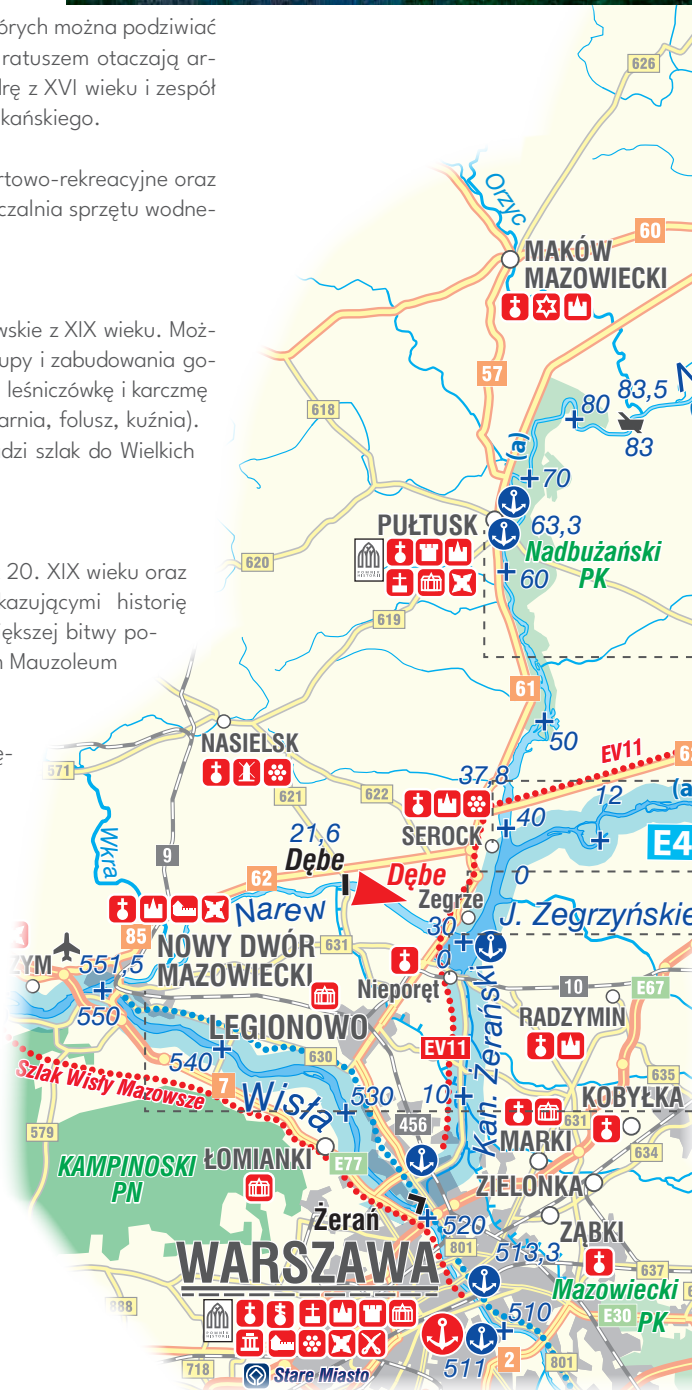 órych można podziwiać
ratuszem otaczają ar-
drę z XVI wieku i zespół
kańskiego.
rtowo-rekreacyjne oraz
czalnia sprzętu wodne-
wskie z XIX wieku. Moż-
upy i zabudowania go-
leśniczówkę i karczmę
arnia, folusz, kuźnia).
dzi szlak do Wielkich
20. XIX wieku oraz
kazującymi historię
iększej bitwy po-
m Mauzoleum
ę-
626
Orzyc
60
MAKÓW
MAZOWIECKI
57
618
80
83,5
83
N
(a)
70
PUŁTUSK
63,3
Nadbużański
PK
60
620
619
61
50
NASIELSK
EV11
571
621
622
37,8
12
(a
40
SEROCK
E4
Wkra
9
21,6
Dębe
Dębe
62
0
Zegrze
Narew
30
J. Zegrzyńskie
85
631
NOWY DWÓR
MAZOWIECKI
ZYM
551,5
0
Nieporęt
10
E67
550
RADZYMIN
LEGIONOWO
630
EV11
Kan. Żerański
540
Szlak Wisły Mazowsze
7
Wisła
530
10
635
KOBYŁKA
456
631
579
MARKI
634
KAMPINOSKI
PN
ŁOMIANKI
E77
ZIELONKA
Żerań
520
ZĄBKI
WARSZAWA
801
513,3
637
Mazowiecki
PK
888
510
E30
511
2
801
718
Stare Miasto